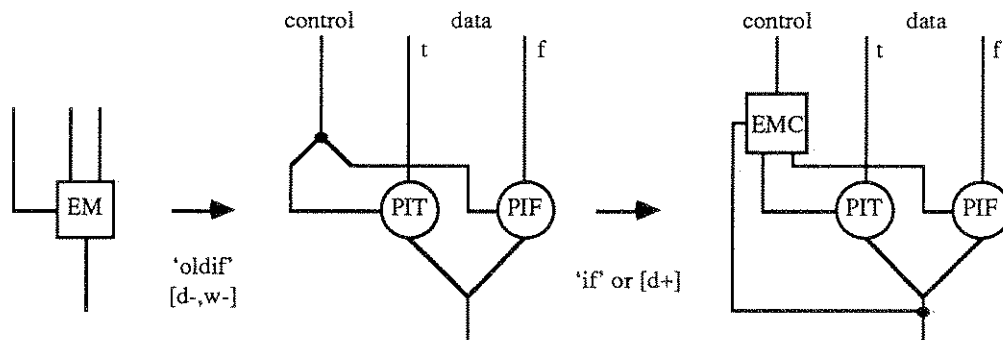 control data control data
t f t f
EMC
EM PIT PIF PIT PIF
‘oldif’
[d-,w-]
‘if’ or [d+]